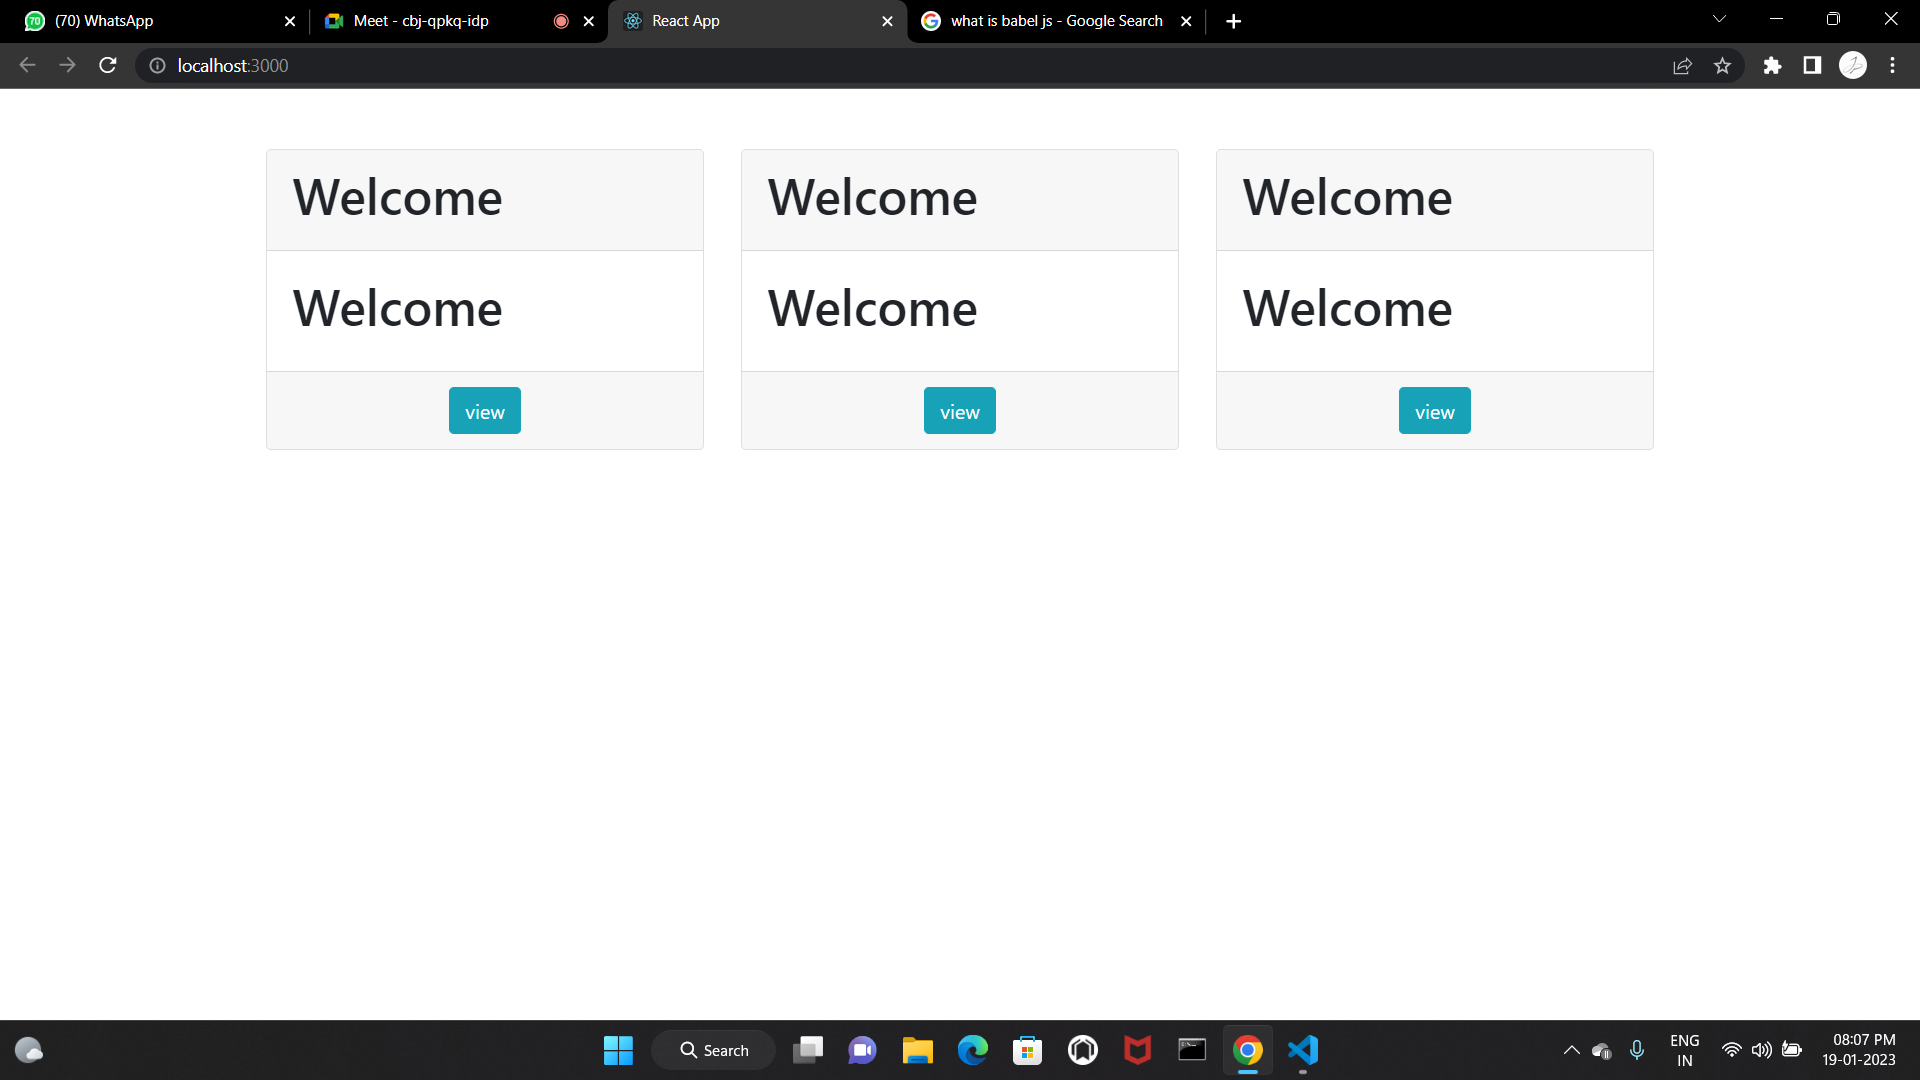 (70) WhatsApp
Meet - cbj-qpkq-idp
React App
what is babel js - Google Search
localhost:3000
Welcome Welcome Welcome
Welcome Welcome Welcome
view view view
Search
ENG
IN
08:07 PM
19-01-2023